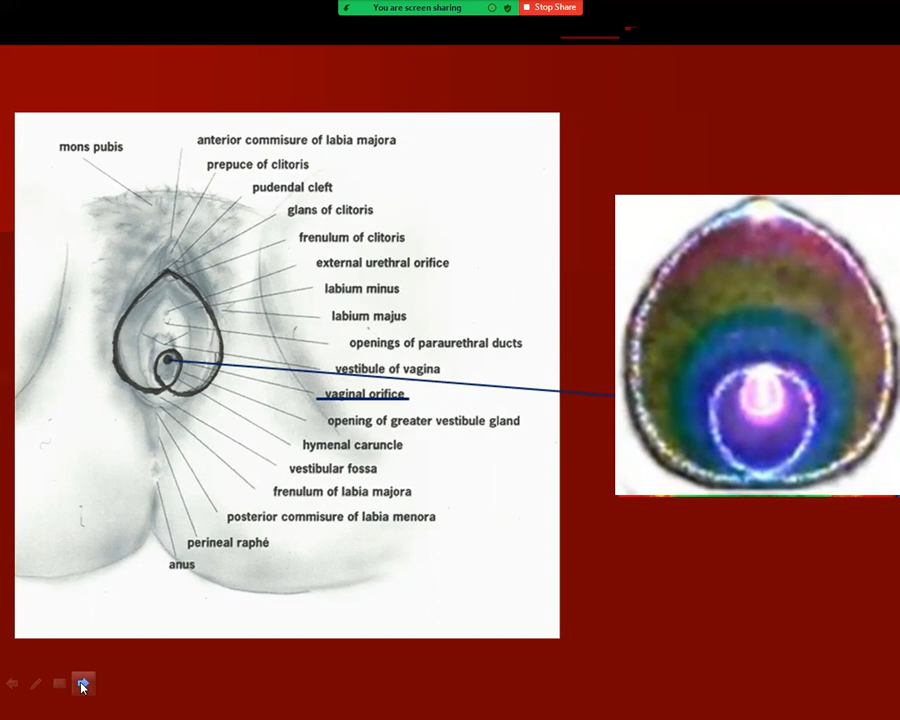 You are screen sharing
Stop Share
mons pubis
anterior commisure of labia majora
prepuce of clitoris
pudendal cleft
glans of clitoris
frenulum of clitoris
external urethral orifice
labium minus
labium majus
openings of paraurethral ducts
vestibule of vagina
vaginal orifice
opening of greater vestibule gland
hymenal caruncle
vestibular fossa
frenulum of labia majora
posterior commisure of labia menora
perineal raphé
anus